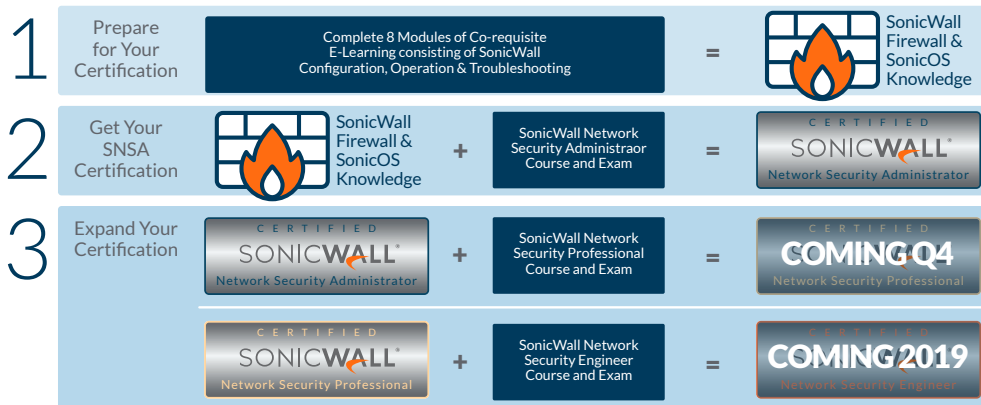 1
Prepare
for Your
Certification
Complete 8 Modules of Co-requisite
E-Learning consisting of SonicWall
Configuration, Operation & Troubleshooting
=
SonicWall
Firewall &
SonicOS
Knowledge
2
Get Your
SNSA
Certification
SonicWall
Firewall &
SonicOS
Knowledge
+
SonicWall Network
Security Administraor
Course and Exam
=
CERTIFIED
SONICWALL®
Network Security Administrator
3
Expand Your
Certification
CERTIFIED
SONICWALL®
Network Security Administrator
+
SonicWall Network
Security Professional
Course and Exam
=
CERTIFIED
COMING Q4
Network Security Professional
CERTIFIED
SONICWALL®
Network Security Professional
+
SonicWall Network
Security Engineer
Course and Exam
=
CERTIFIED
COMING 2019
Network Security Engineer